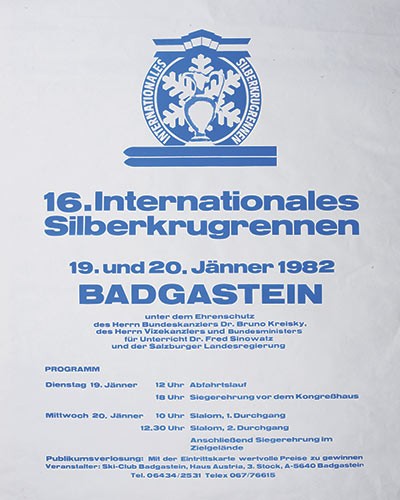 INTERNATIONALES SILBERKRUGRENNEN
16. Internationales
Silberkrugrennen
19. und 20. Jänner 1982
BADGASTEIN
unter dem Ehrenschutz
des Herrn Bundeskanzlers Dr. Bruno Kreisky,
des Herrn Vizekanzlers und Bundesministers
für Unterricht Dr. Fred Sinowatz
und der Salzburger Landesregierung
PROGRAMM
Dienstag 19. Jänner 12 Uhr Abfahrtslauf
18 Uhr Siegerehrung vor dem Kongreßhaus
Mittwoch 20. Jänner 10 Uhr Slalom, 1. Durchgang
12.30 Uhr Slalom, 2. Durchgang
Anschließend Siegerehrung im
Zielgelände
Publikumsverlosung: Mit der Eintrittskarte wertvolle Preise zu gewinnen
Veranstalter: Ski-Club Badgastein, Haus Austria, 3. Stock, A-5640 Badgastein
Tel. 06434/2531 Telex 067/76615